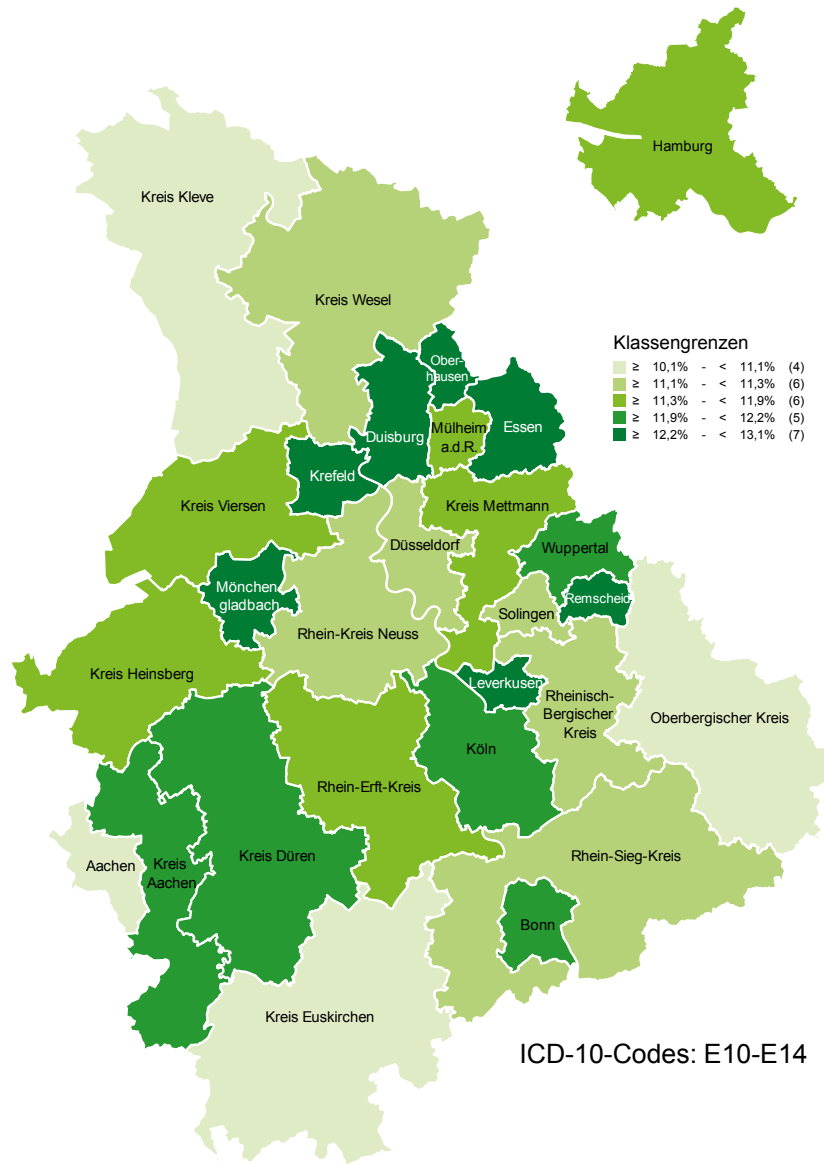 Hamburg
Kreis Kleve
Kreis Wesel
Klassengrenzen
≥ 10,1% - < 11,1% (4)
≥ 11,1% - < 11,3% (6)
≥ 11,3% - < 11,9% (6)
≥ 11,9% - < 12,2% (5)
≥ 12,2% - < 13,1% (7)
Ober-
hausen
Duisburg
Mülheim
a.d.R.
Essen
Krefeld
Kreis Viersen
Kreis Mettmann
Düsseldorf
Wuppertal
Mönchen
gladbach
Remscheid
Solingen
Rhein-Kreis Neuss
Kreis Heinsberg
Leverkusen
Rheinisch-
Bergischer
Kreis
Oberbergischer Kreis
Köln
Rhein-Erft-Kreis
Aachen
Kreis
Aachen
Kreis Düren
Rhein-Sieg-Kreis
Bonn
Kreis Euskirchen
ICD-10-Codes: E10-E14